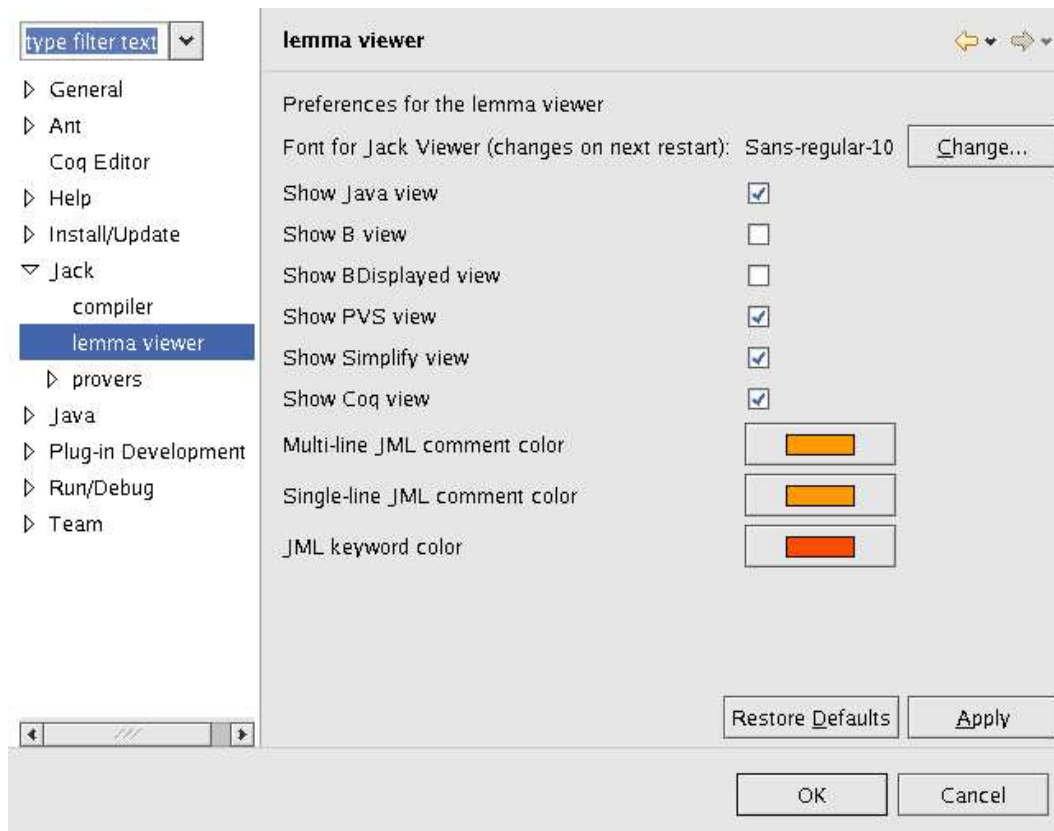 type filter text
General
Ant
Coq Editor
Help
Install/Update
Jack
compiler
lemma viewer
provers
Java
Plug-in Development
Run/Debug
Team
lemma viewer
Preferences for the lemma viewer
Font for Jack Viewer (changes on next restart): Sans-regular-10 Change...
Show Java view
Show B view
Show BDisplayed view
Show PVS view
Show Simplify view
Show Coq view
Multi-line JML comment color
Single-line JML comment color
JML keyword color
Restore Defaults Apply
OK Cancel